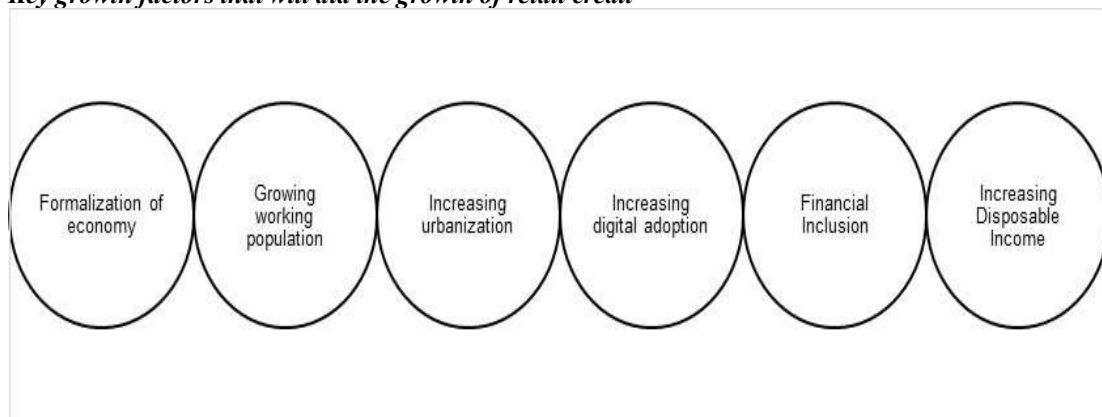 Key growth factors that will aid the growth of retail credit
Formalization of
economy
Growing
working
population
Increasing
urbanization
Increasing
digital adoption
Financial
Inclusion
Increasing
Disposable
Income